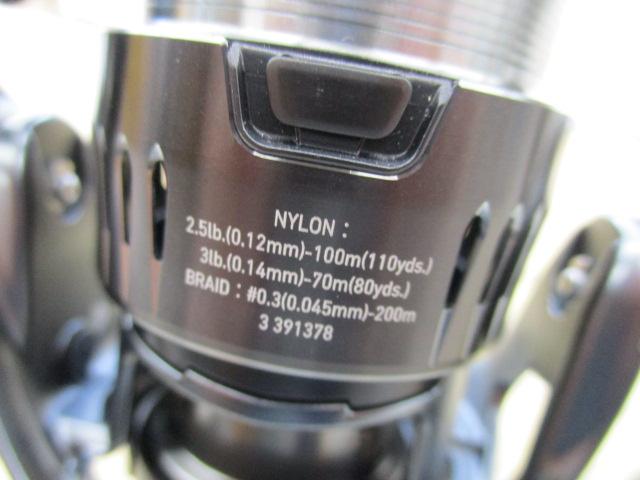 NYLON :
2.5lb.(0.12mm)-100m(110yds.)
3lb.(0.14mm)-70m(80yds.)
BRAID : #0.3(0.045mm)-200m
3 391378